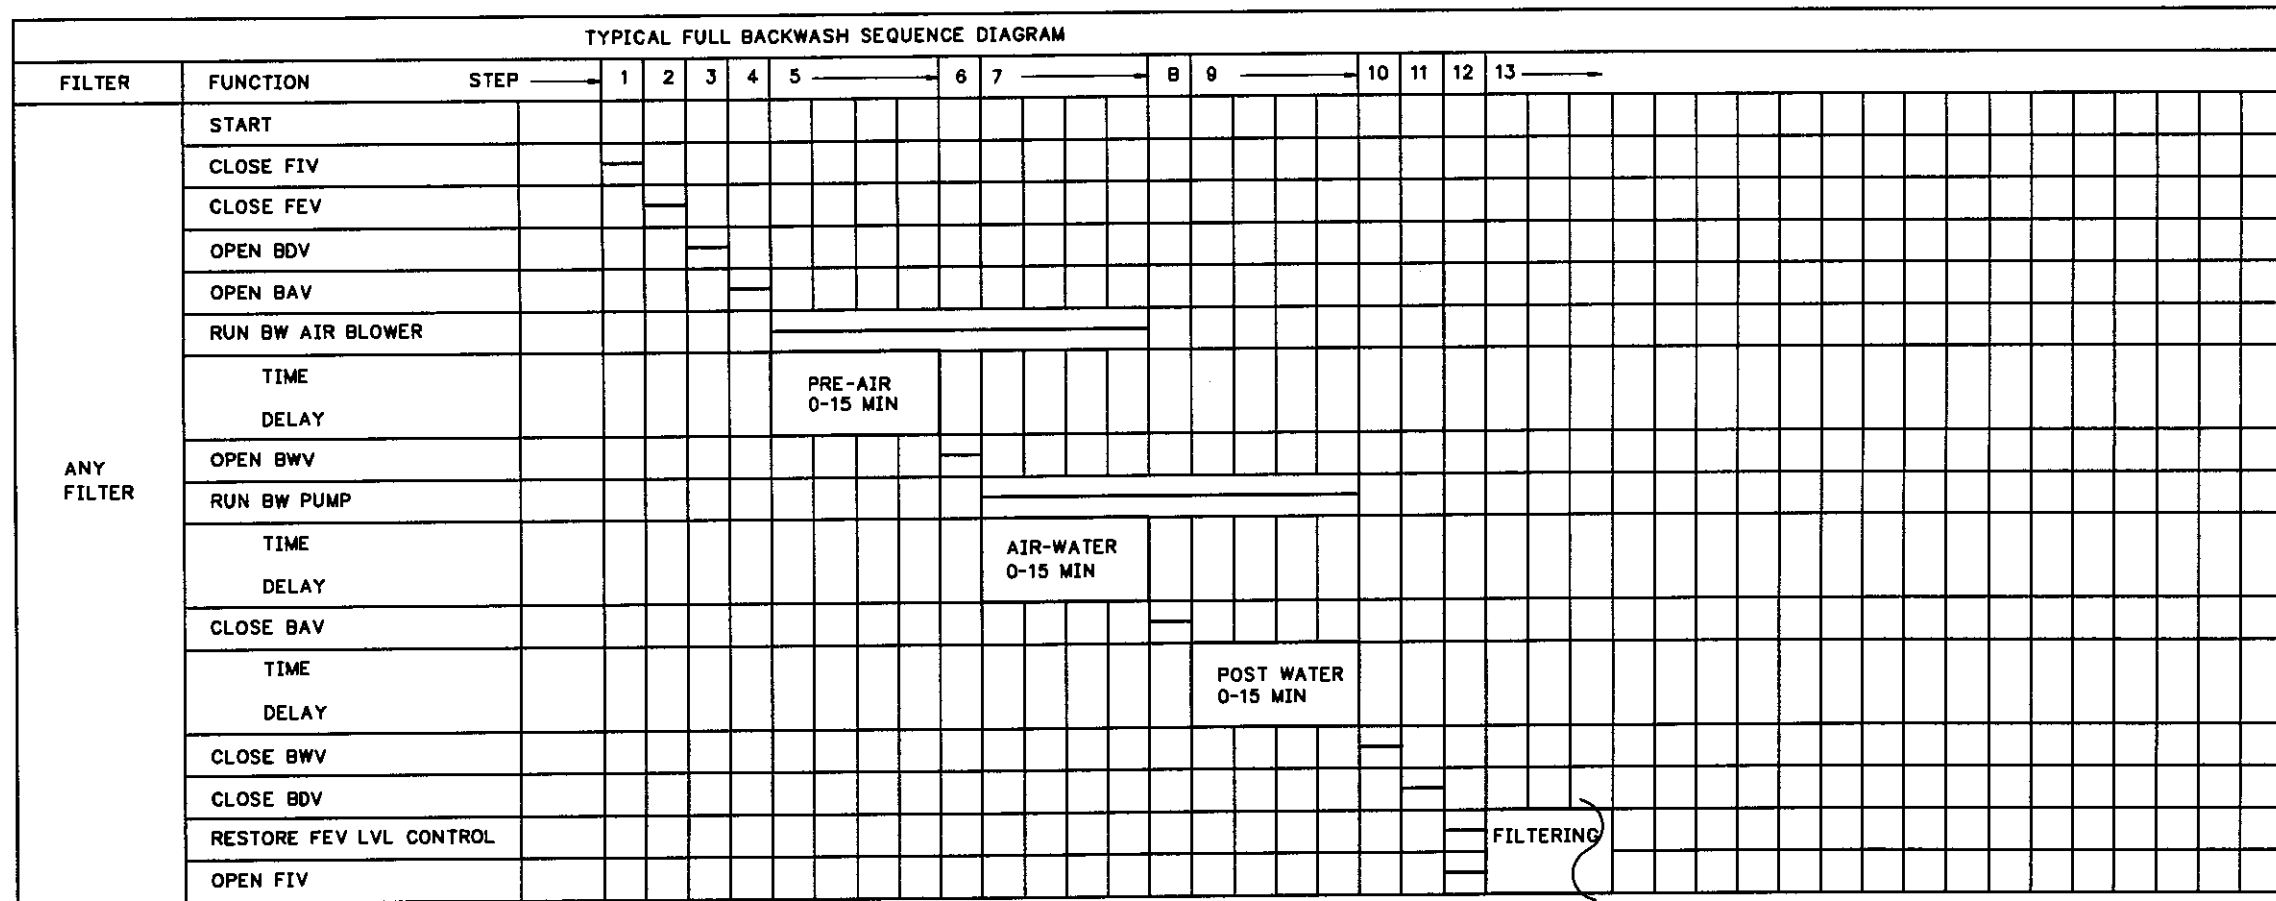 TYPICAL FULL BACKWASH SEQUENCE DIAGRAM
FILTER FUNCTION STEP 1 2 3 4 5 6 7 8 9 10 11 12 13
START
CLOSE FIV
CLOSE FEV
OPEN BDV
OPEN BAV
RUN BW AIR BLOWER
TIME
DELAY
PRE-AIR
0-15 MIN
ANY
FILTER
OPEN BWV
RUN BW PUMP
TIME
DELAY
AIR-WATER
0-15 MIN
CLOSE BAV
TIME
DELAY
POST WATER
0-15 MIN
CLOSE BWV
CLOSE BDV
RESTORE FEV LVL CONTROL
FILTERING
OPEN FIV